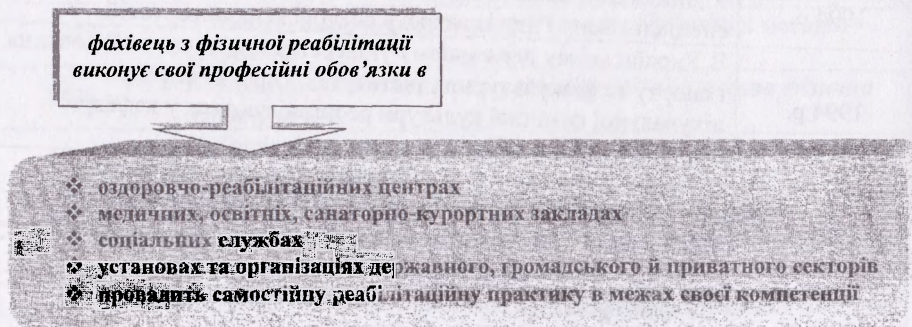 фахівець з фізичної реабілітації
виконує свої професійні обов’язки в
1994 р.
❖ оздоровчо-реабілітаційних центрах
❖ медичних, освітніх, санаторно-курортних закладах
❖ соціальних службах
❖ установах та організаціях державного, громадського й приватного секторів
❖ провадить самостійну реабілітаційну практику в межах своєї компетенції